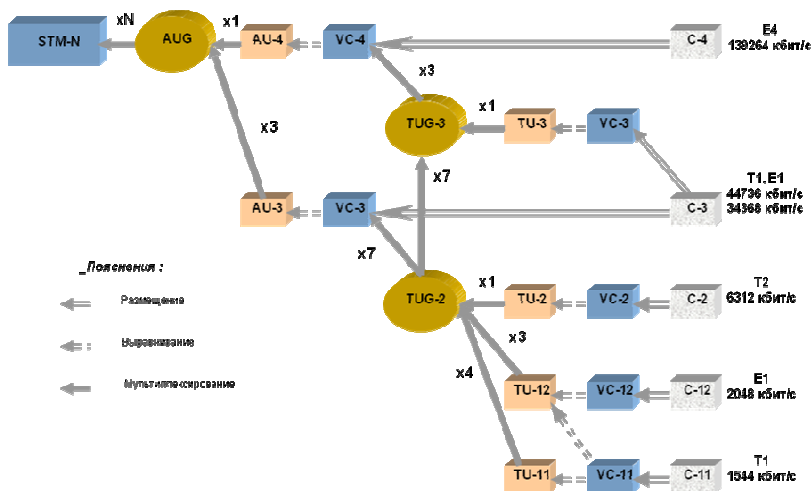 xN
x1
E4
STM-N
AUG
AU-4
VC-4
C-4
139264 кбит/с
x3
x1
x3
TUG-3
TU-3
VC-3
x7
T1, E1
44736 кбит/с
34368 кбит/с
AU-3
VC-3
C-3
x7
_Пояснения :
x1
T2
TUG-2
TU-2
VC-2
C-2
6312 кбит/с
Размещение
x3
Выравнивание
x4
E1
TU-12
VC-12
C-12
2048 кбит/с
Мультиплексирование
T1
TU-11
VC-11
C-11
1544 кбит/с